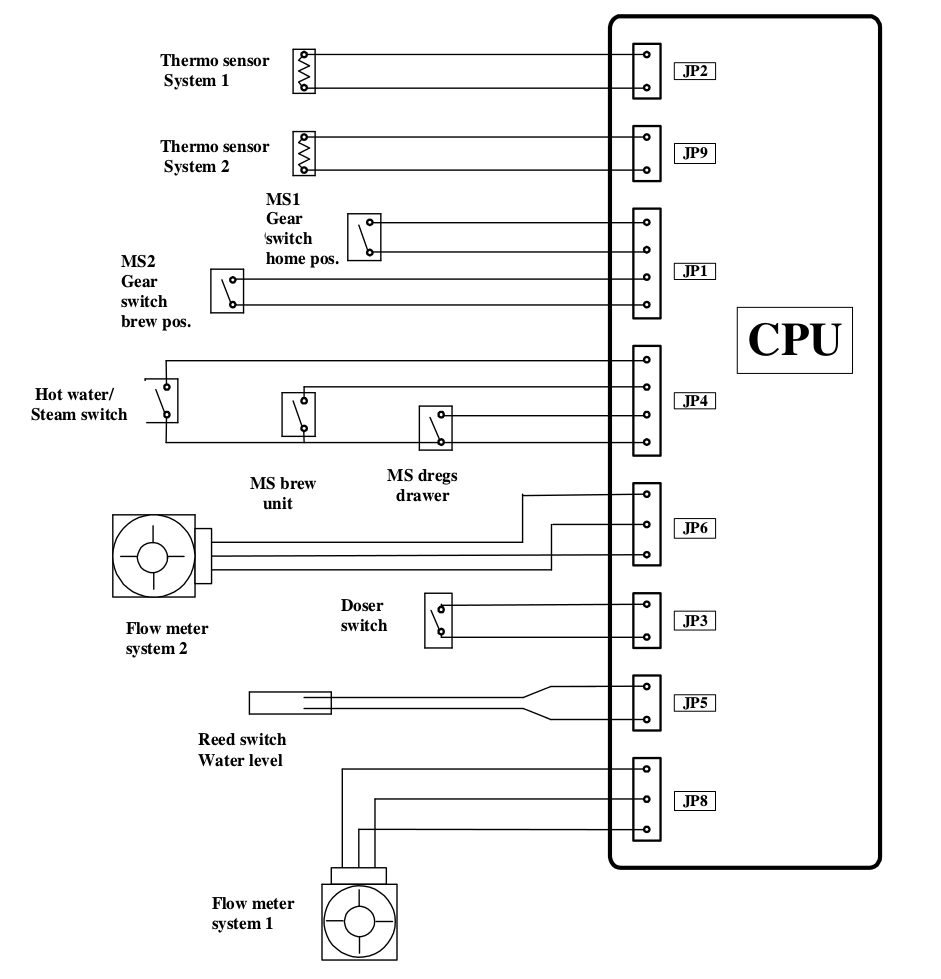 Thermo sensor
System 1
JP2
Thermo sensor
System 2
JP9
MS1
Gear
switch
home pos.
MS2
Gear
switch
brew pos.
JP1
CPU
Hot water/
Steam switch
JP4
MS brew
unit
MS dregs
drawer
JP6
Flow meter
system 2
Doser
switch
JP3
JP5
Reed switch
Water level
JP8
Flow meter
system 1